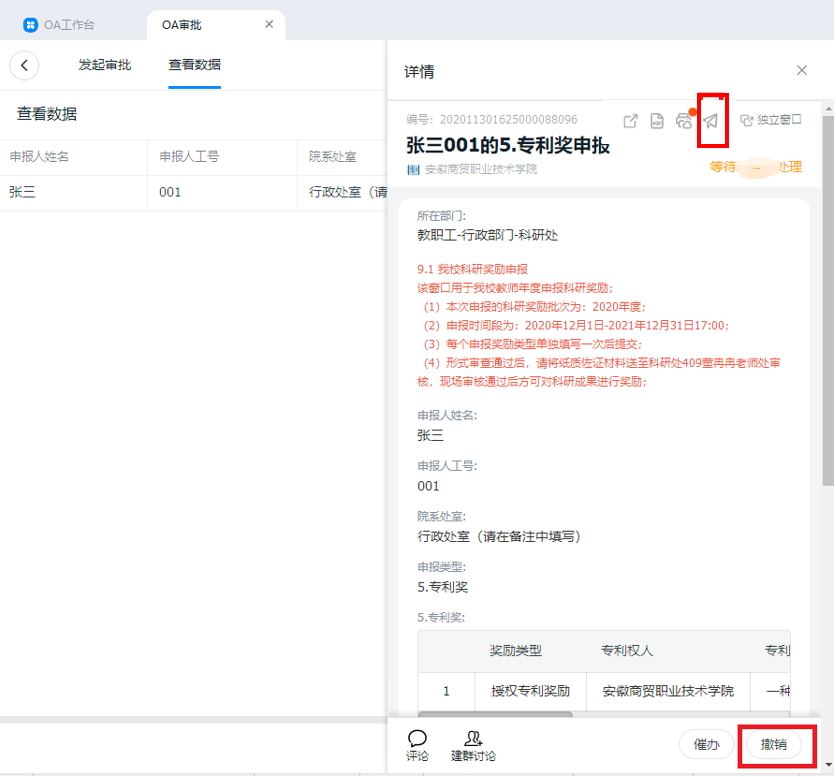 OA工作台
OA审批
发起审批
查看数据
查看数据
申报人姓名
申报人工号
院系处室
张三
001
行政处室（请
详情
编号：202011301625000088096
独立窗口
张三001的5.专利奖申报
安徽商贸职业技术学院
等待
处理
所在部门:
教职工-行政部门-科研处
9.1 我校科研奖励申报
该窗口用于我校教师年度申报科研奖励；
（1）本次申报的科研奖励批次为：2020年度；
（2）申报时间段为：2020年12月1日-2021年12月31日17:00；
（3）每个申报奖励类型单独填写一次后提交；
（4）形式审查通过后，请将纸质佐证材料送至科研处409雪冉冉老师处审
核，现场审核通过后方可对科研成果进行奖励；
申报人姓名:
张三
申报人工号:
001
院系处室:
行政处室（请在备注中填写）
申报类型:
5.专利奖
5.专利奖:
奖励类型
专利权人
专利
1
授权专利奖励
安徽商贸职业技术学院
一种
评论
建群讨论
催办
撤销